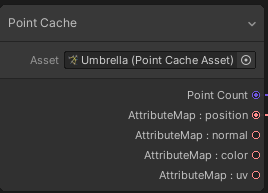 Point Cache
Asset Umbrella (Point Cache Asset)
Point Count
AttributeMap : position
AttributeMap : normal
AttributeMap : color
AttributeMap : uv